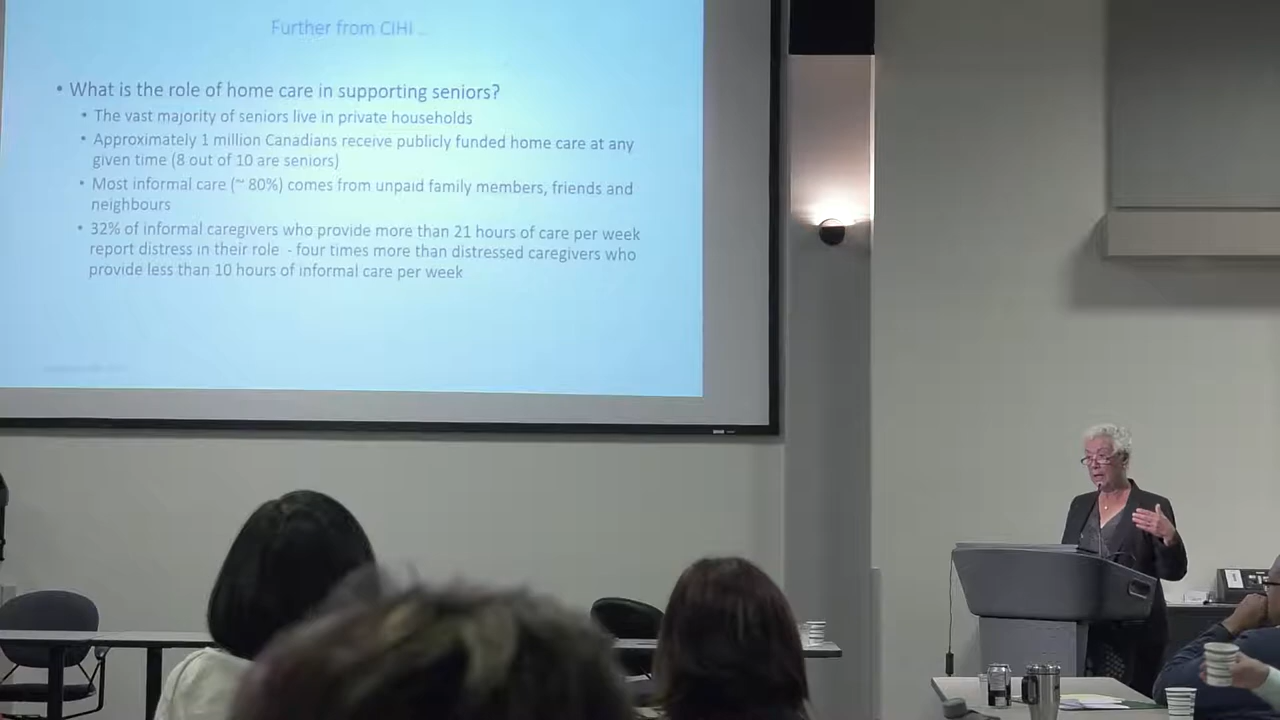 Further from CIHI ...
• What is the role of home care in supporting seniors?
• The vast majority of seniors live in private households
• Approximately 1 million Canadians receive publicly funded home care at any
given time (8 out of 10 are seniors)
• Most informal care (~ 80%) comes from unpaid family members, friends and
neighbours
• 32% of informal caregivers who provide more than 21 hours of care per week
report distress in their role - four times more than distressed caregivers who
provide less than 10 hours of informal care per week